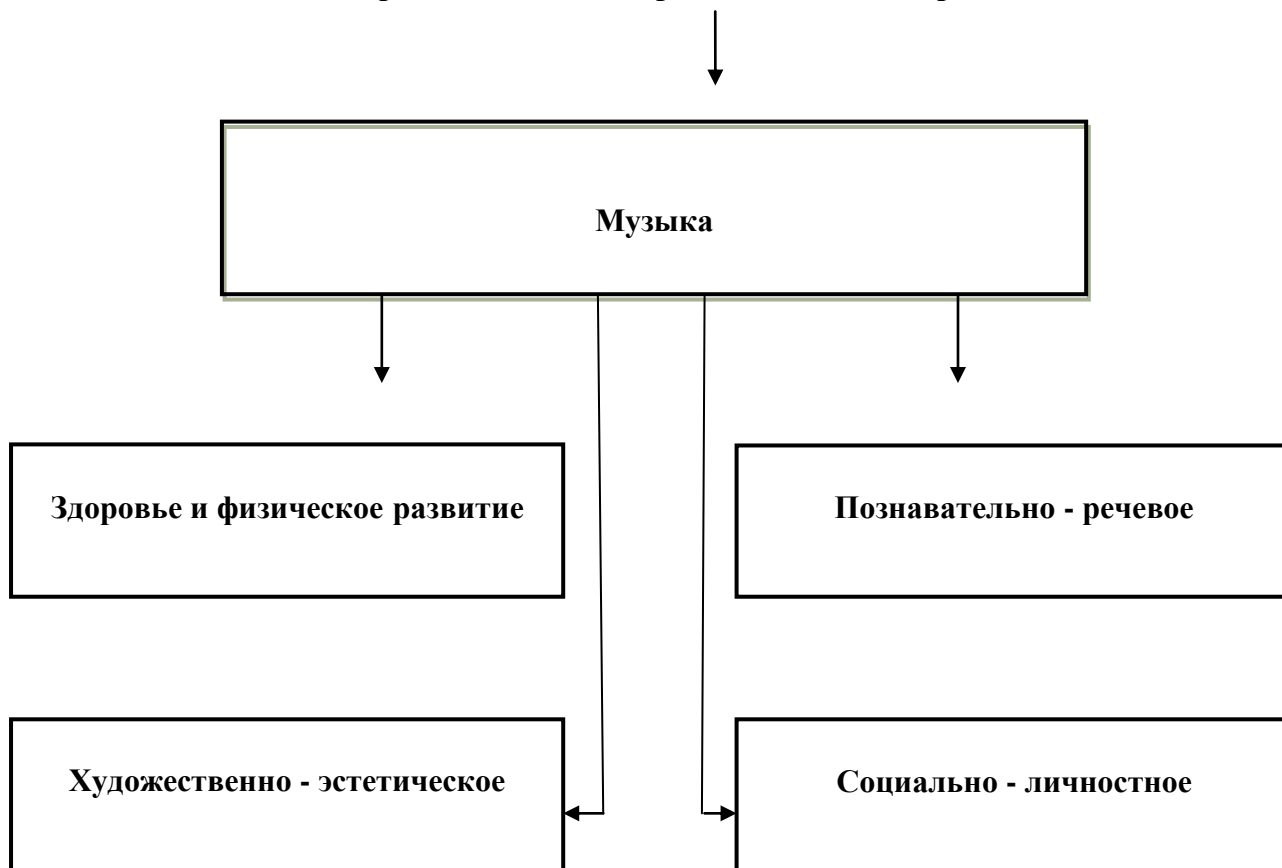 Музыка
Здоровье и физическое развитие
Познавательно - речевое
Художественно - эстетическое
Социально - личностное